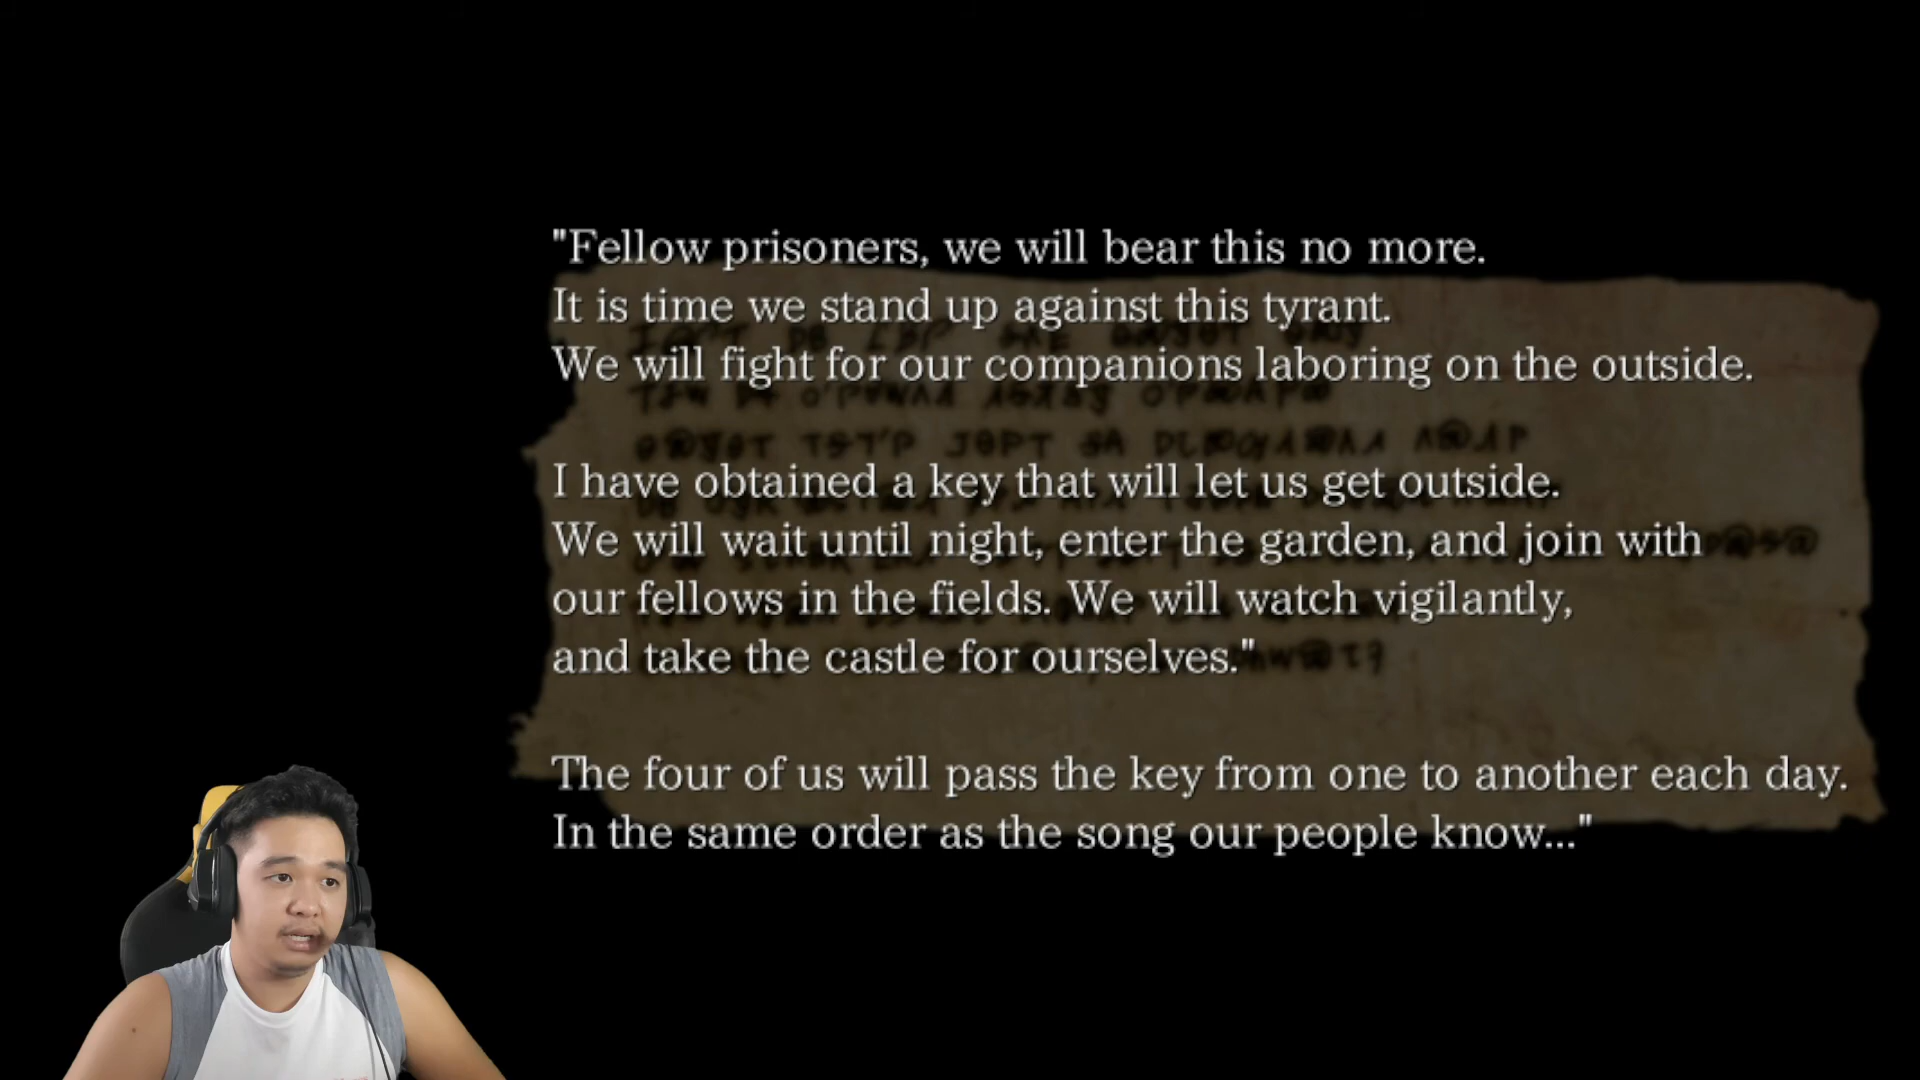 "Fellow prisoners, we will bear this no more.
It is time we stand up against this tyrant.
We will fight for our companions laboring on the outside.
I have obtained a key that will let us get outside.
We will wait until night, enter the garden, and join with
our fellows in the fields. We will watch vigilantly,
and take the castle for ourselves."
The four of us will pass the key from one to another each day.
In the same order as the song our people know..."